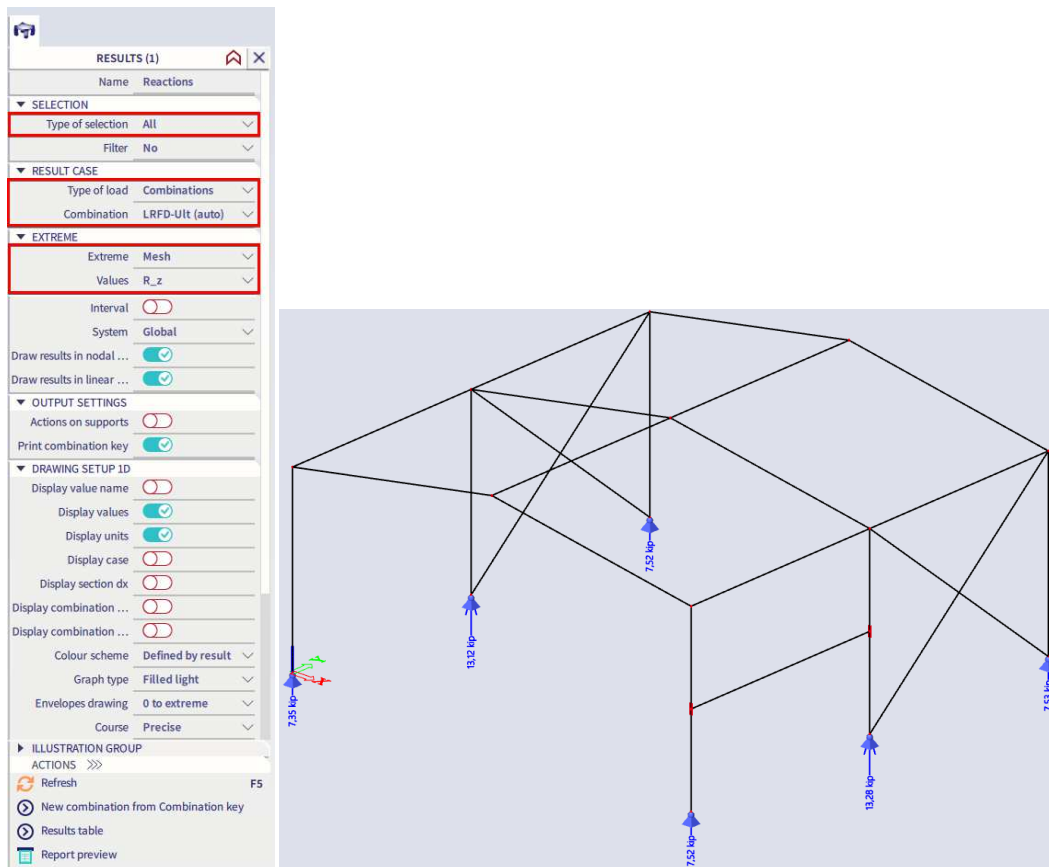 RESULTS (1)
Name Reactions
SELECTION
Type of selection All
Filter No
RESULT CASE
Type of load Combinations
Combination LRFD-Ult (auto)
EXTREME
Extreme Mesh
Values R_z
Interval
System Global
Draw results in nodal ...
Draw results in linear ...
OUTPUT SETTINGS
Actions on supports
Print combination key
DRAWING SETUP 1D
Display value name
Display values
Display units
Display case
Display section dx
Display combination ...
Display combination ...
Colour scheme Defined by result
Graph type Filled light
Envelopes drawing 0 to extreme
Course Precise
ILLUSTRATION GROUP
ACTIONS >>>
Refresh F5
New combination from Combination key
Results table
Report preview
7,52 kip
13,12 kip
7,35 kip
7,53 kip
13,28 kip
7,52 kip